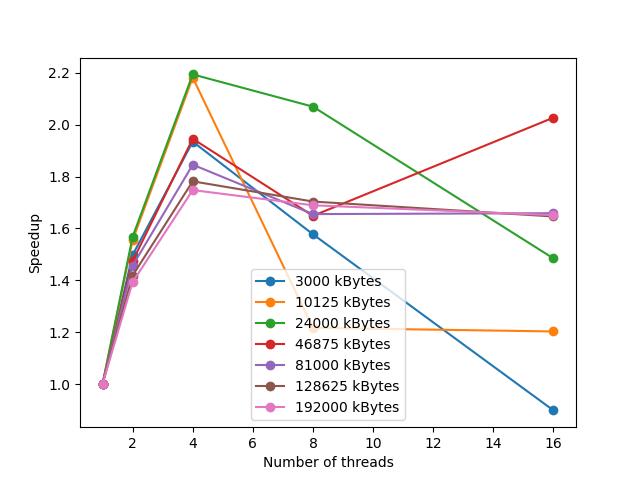 2.2
2.0
1.8
1.6
1.4
1.2
1.0
Speedup
3000 kBytes
10125 kBytes
24000 kBytes
46875 kBytes
81000 kBytes
128625 kBytes
192000 kBytes
2 4 6 8 10 12 14 16
Number of threads